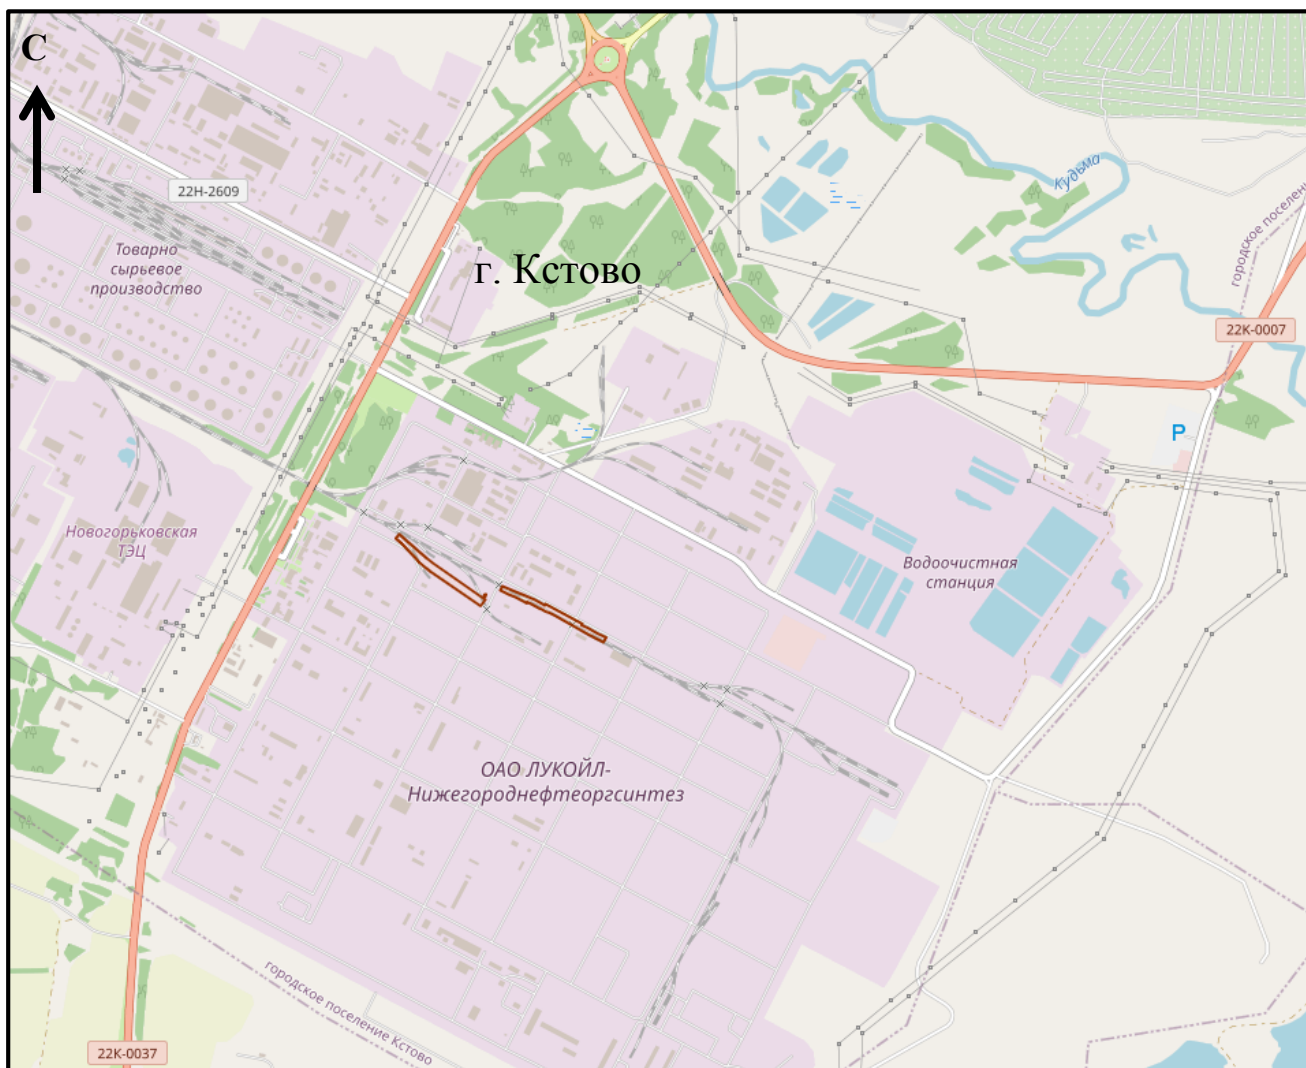 С
22Н-2609
Кудьма
городское поселен
Товарно
сырьевое
производство
г. Кстово
22К-0007
P
Новогорьковская
ТЭЦ
Водоочистная
станция
ОАО ЛУКОЙЛ-
Нижегороднефтеоргсинтез
городское поселение Кстово
22К-0037